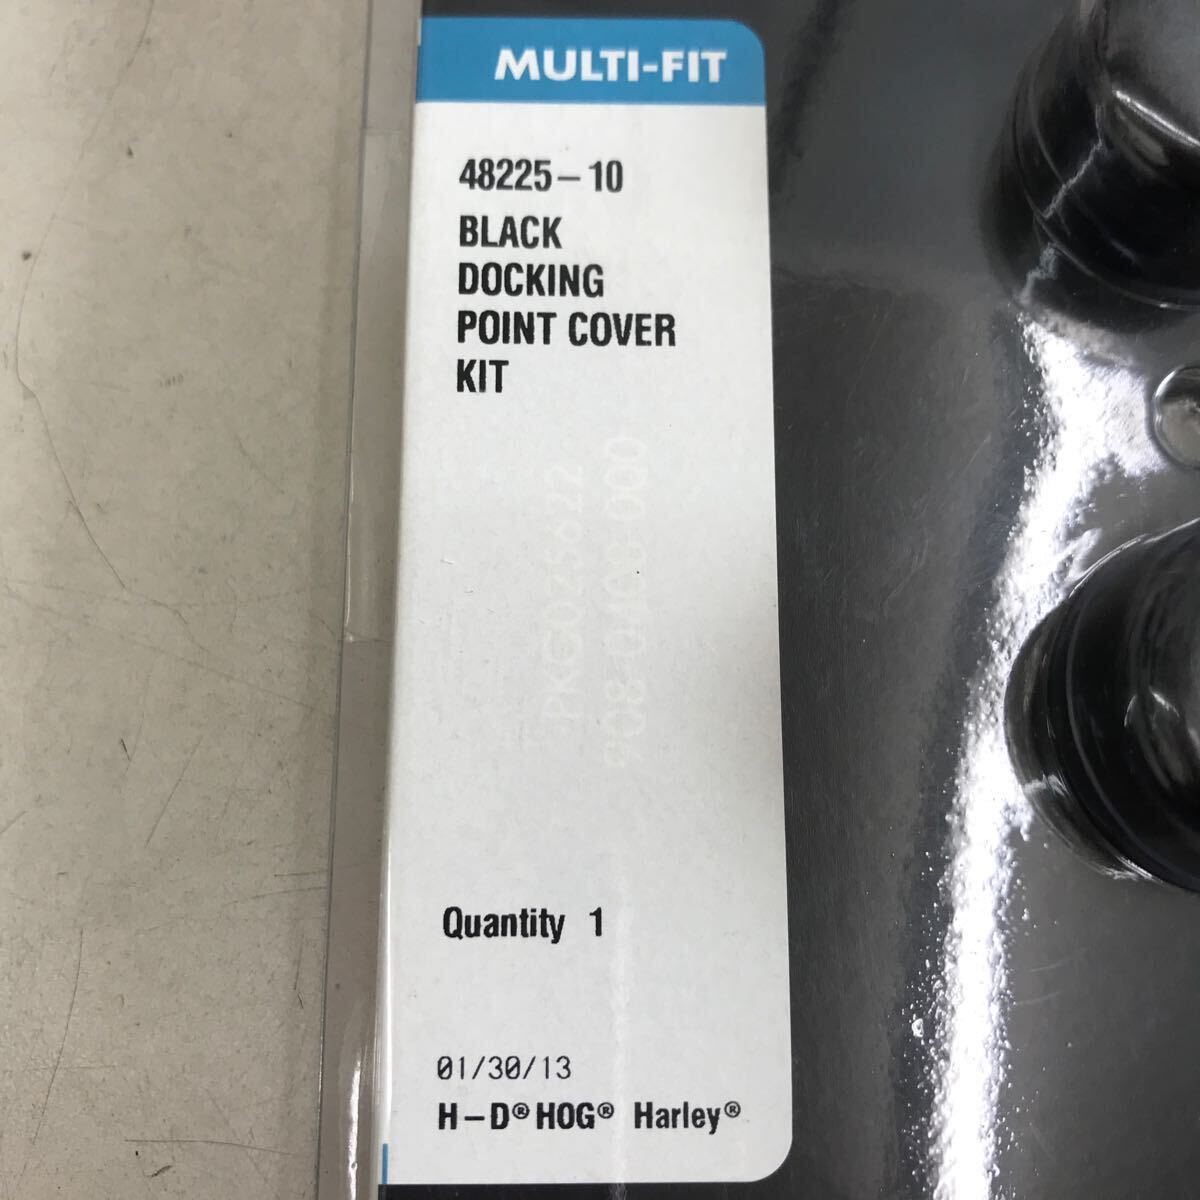 MULTI-FIT
48225-10
BLACK
DOCKING
POINT COVER
KIT
Quantity 1
01/30/13
H-D® HOG® Harley®